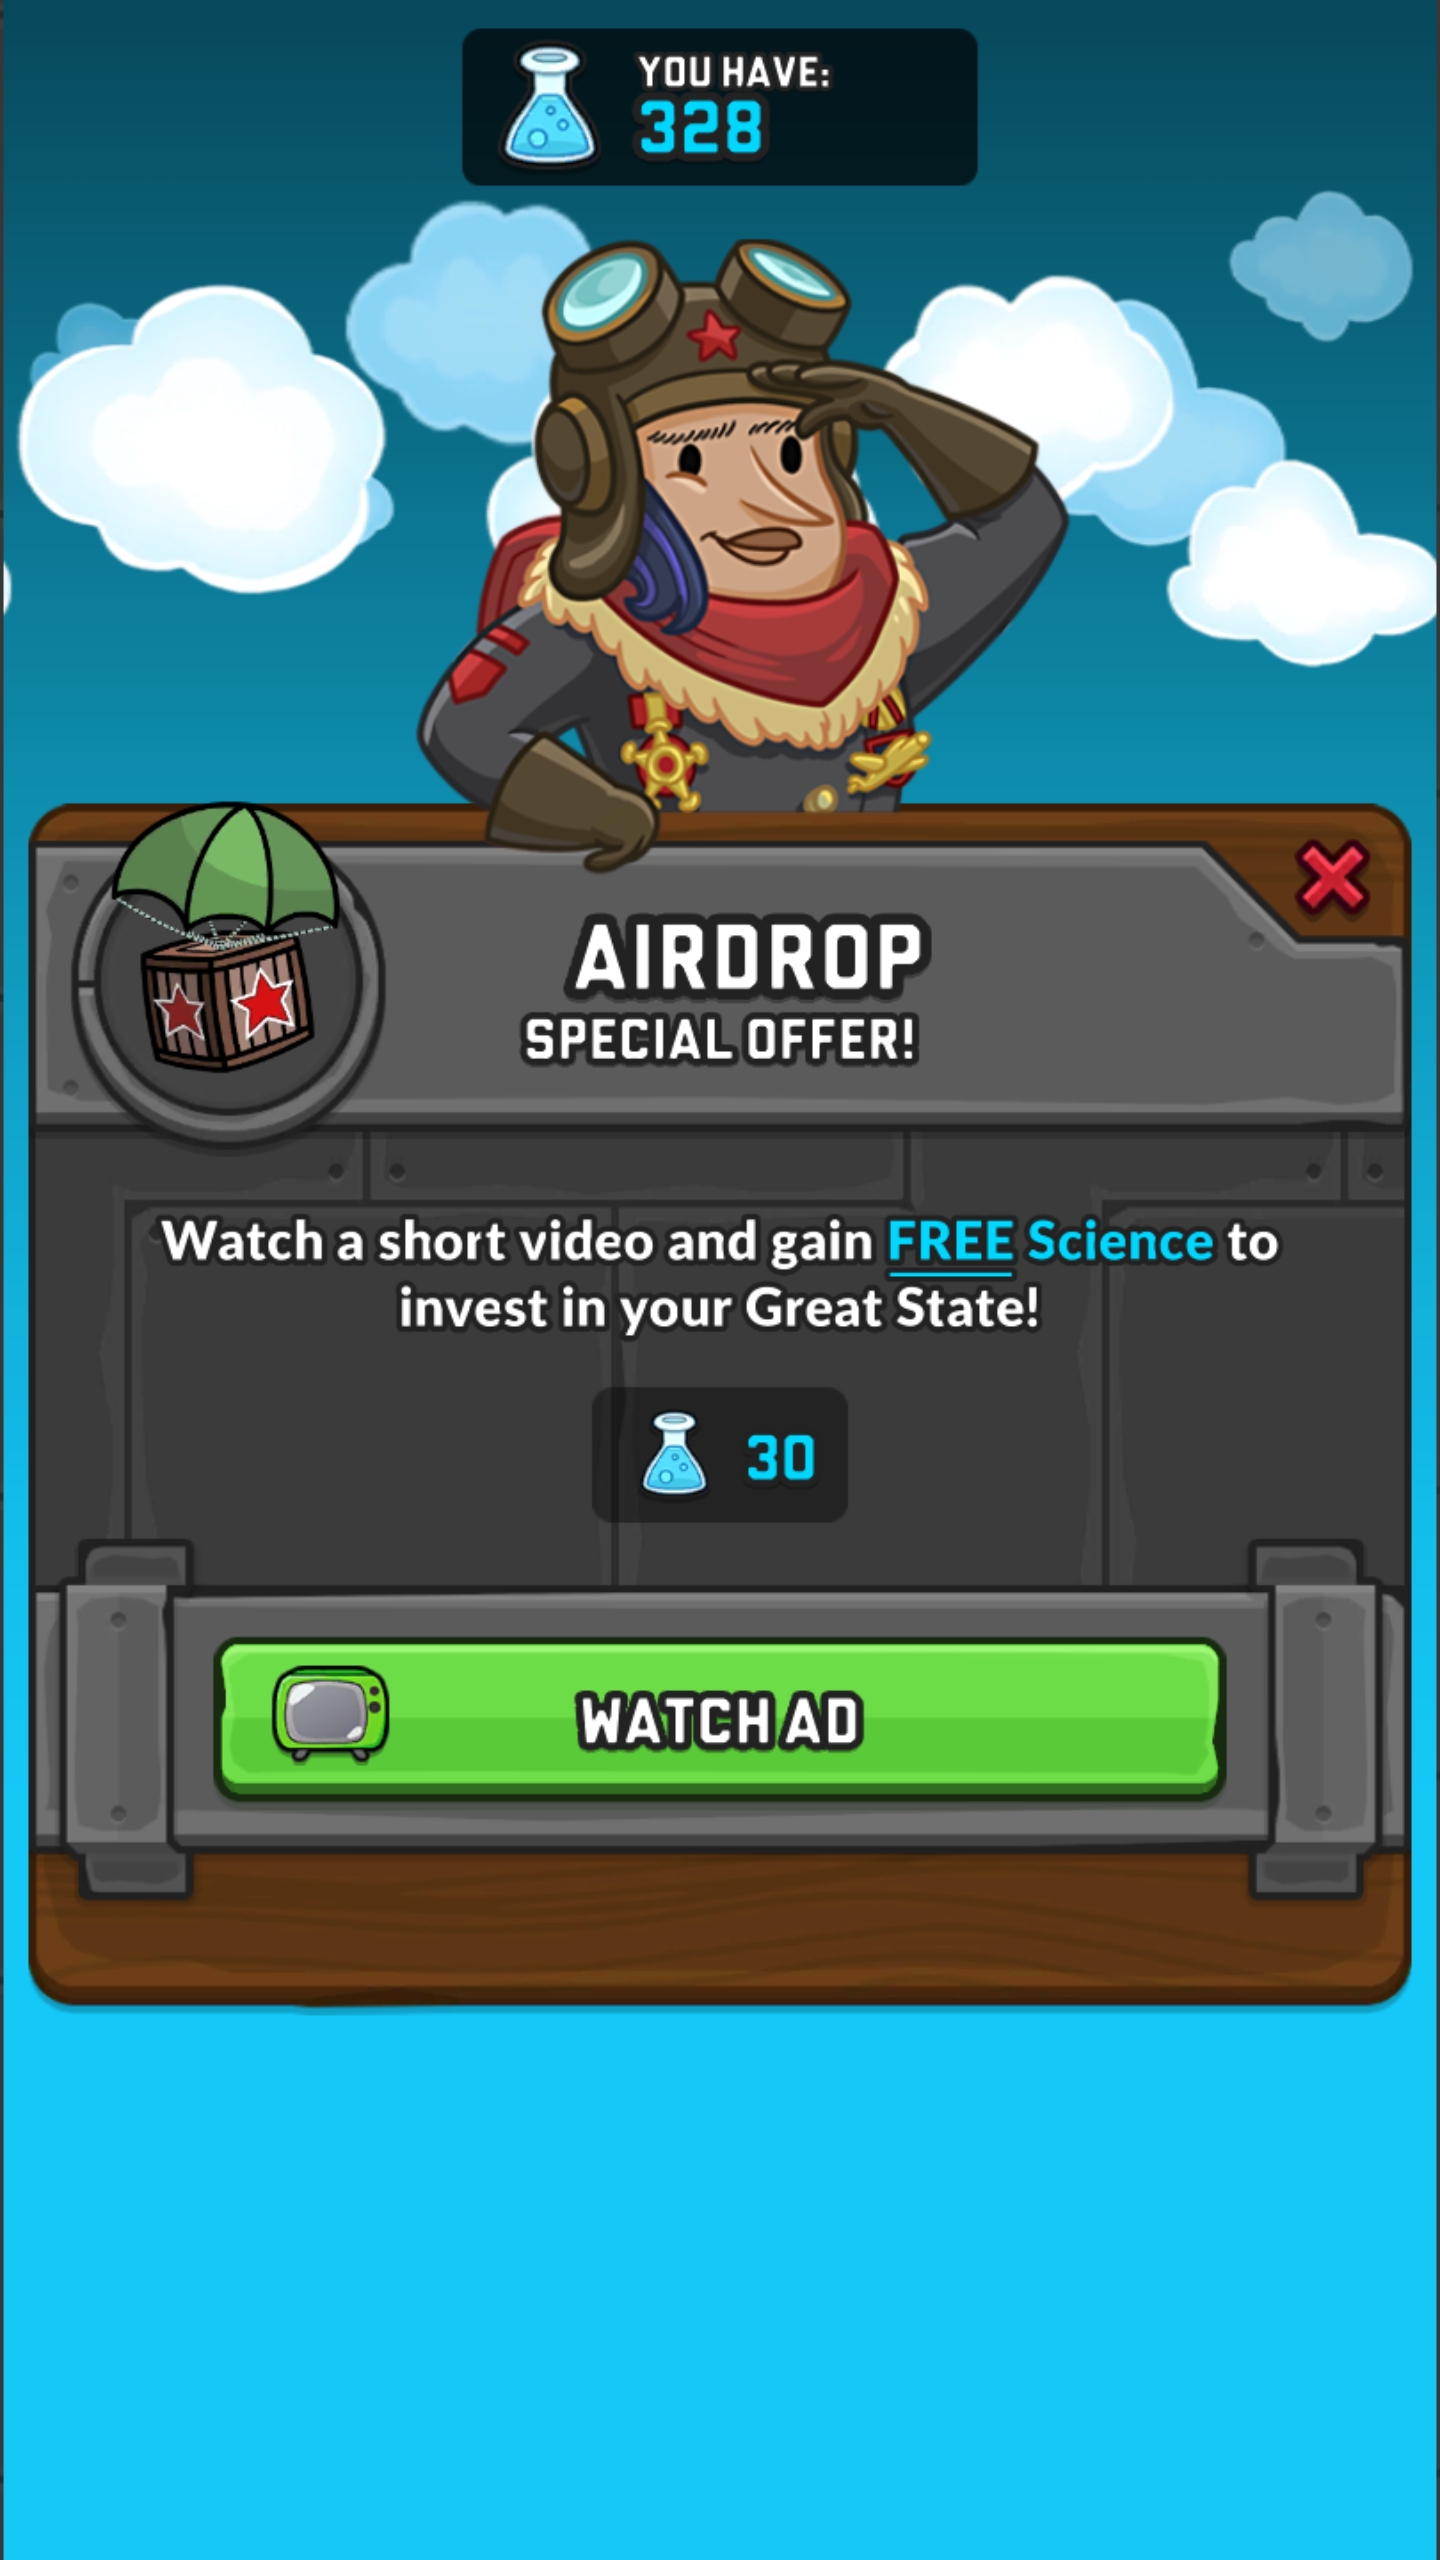 YOU HAVE:
328
AIRDROP
SPECIAL OFFER!
Watch a short video and gain FREE Science to
invest in your Great State!
30
WATCH AD